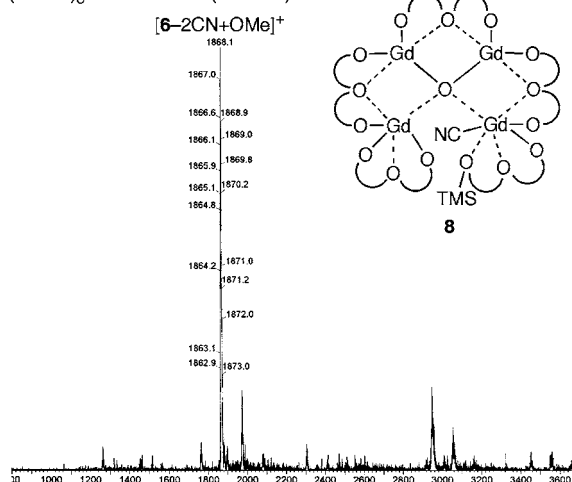 [6–2CN+OMe]+
1868.1
1867.0
1866.6 1868.9
1869.0
1866.1
1865.9 1869.8
1865.1 1870.2
1864.8
1864.2 1871.0
1871.2
1872.0
1863.1
1862.9 1873.0
O O O
Gd Gd
O O O
O Gd Gd O
NC
O O O O
O O
TMS
8
1000 1200 1400 1600 1800 2000 2200 2400 2600 2800 3000 3200 3400 3600